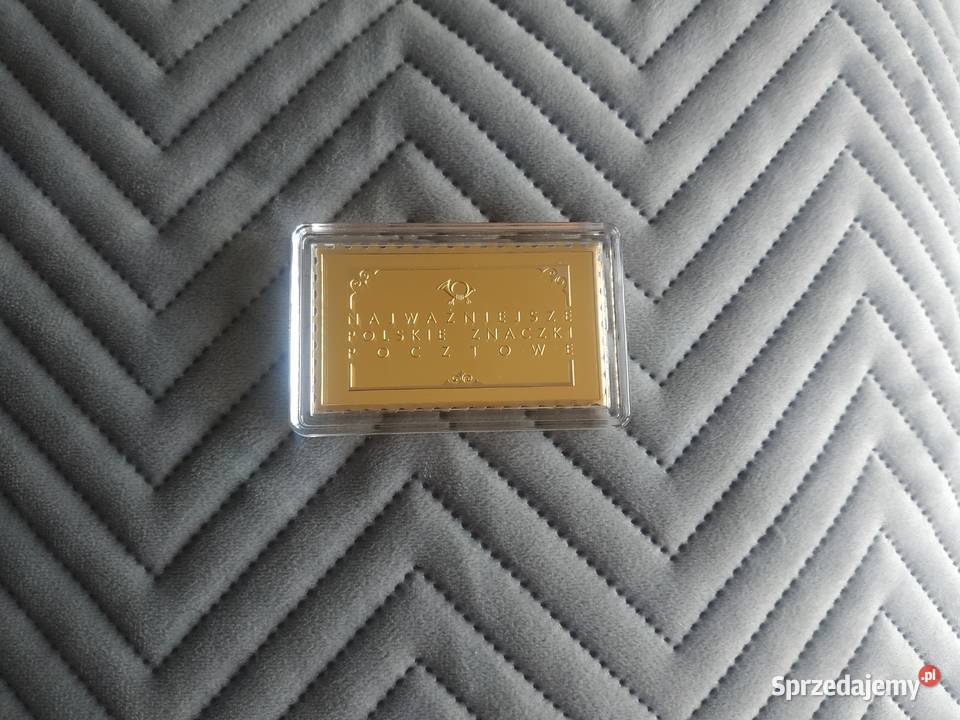 NAJWAŻNIEJSZE
POLSKIE ZNACZKI
POCZTOWE
Sprzedajemy.pl